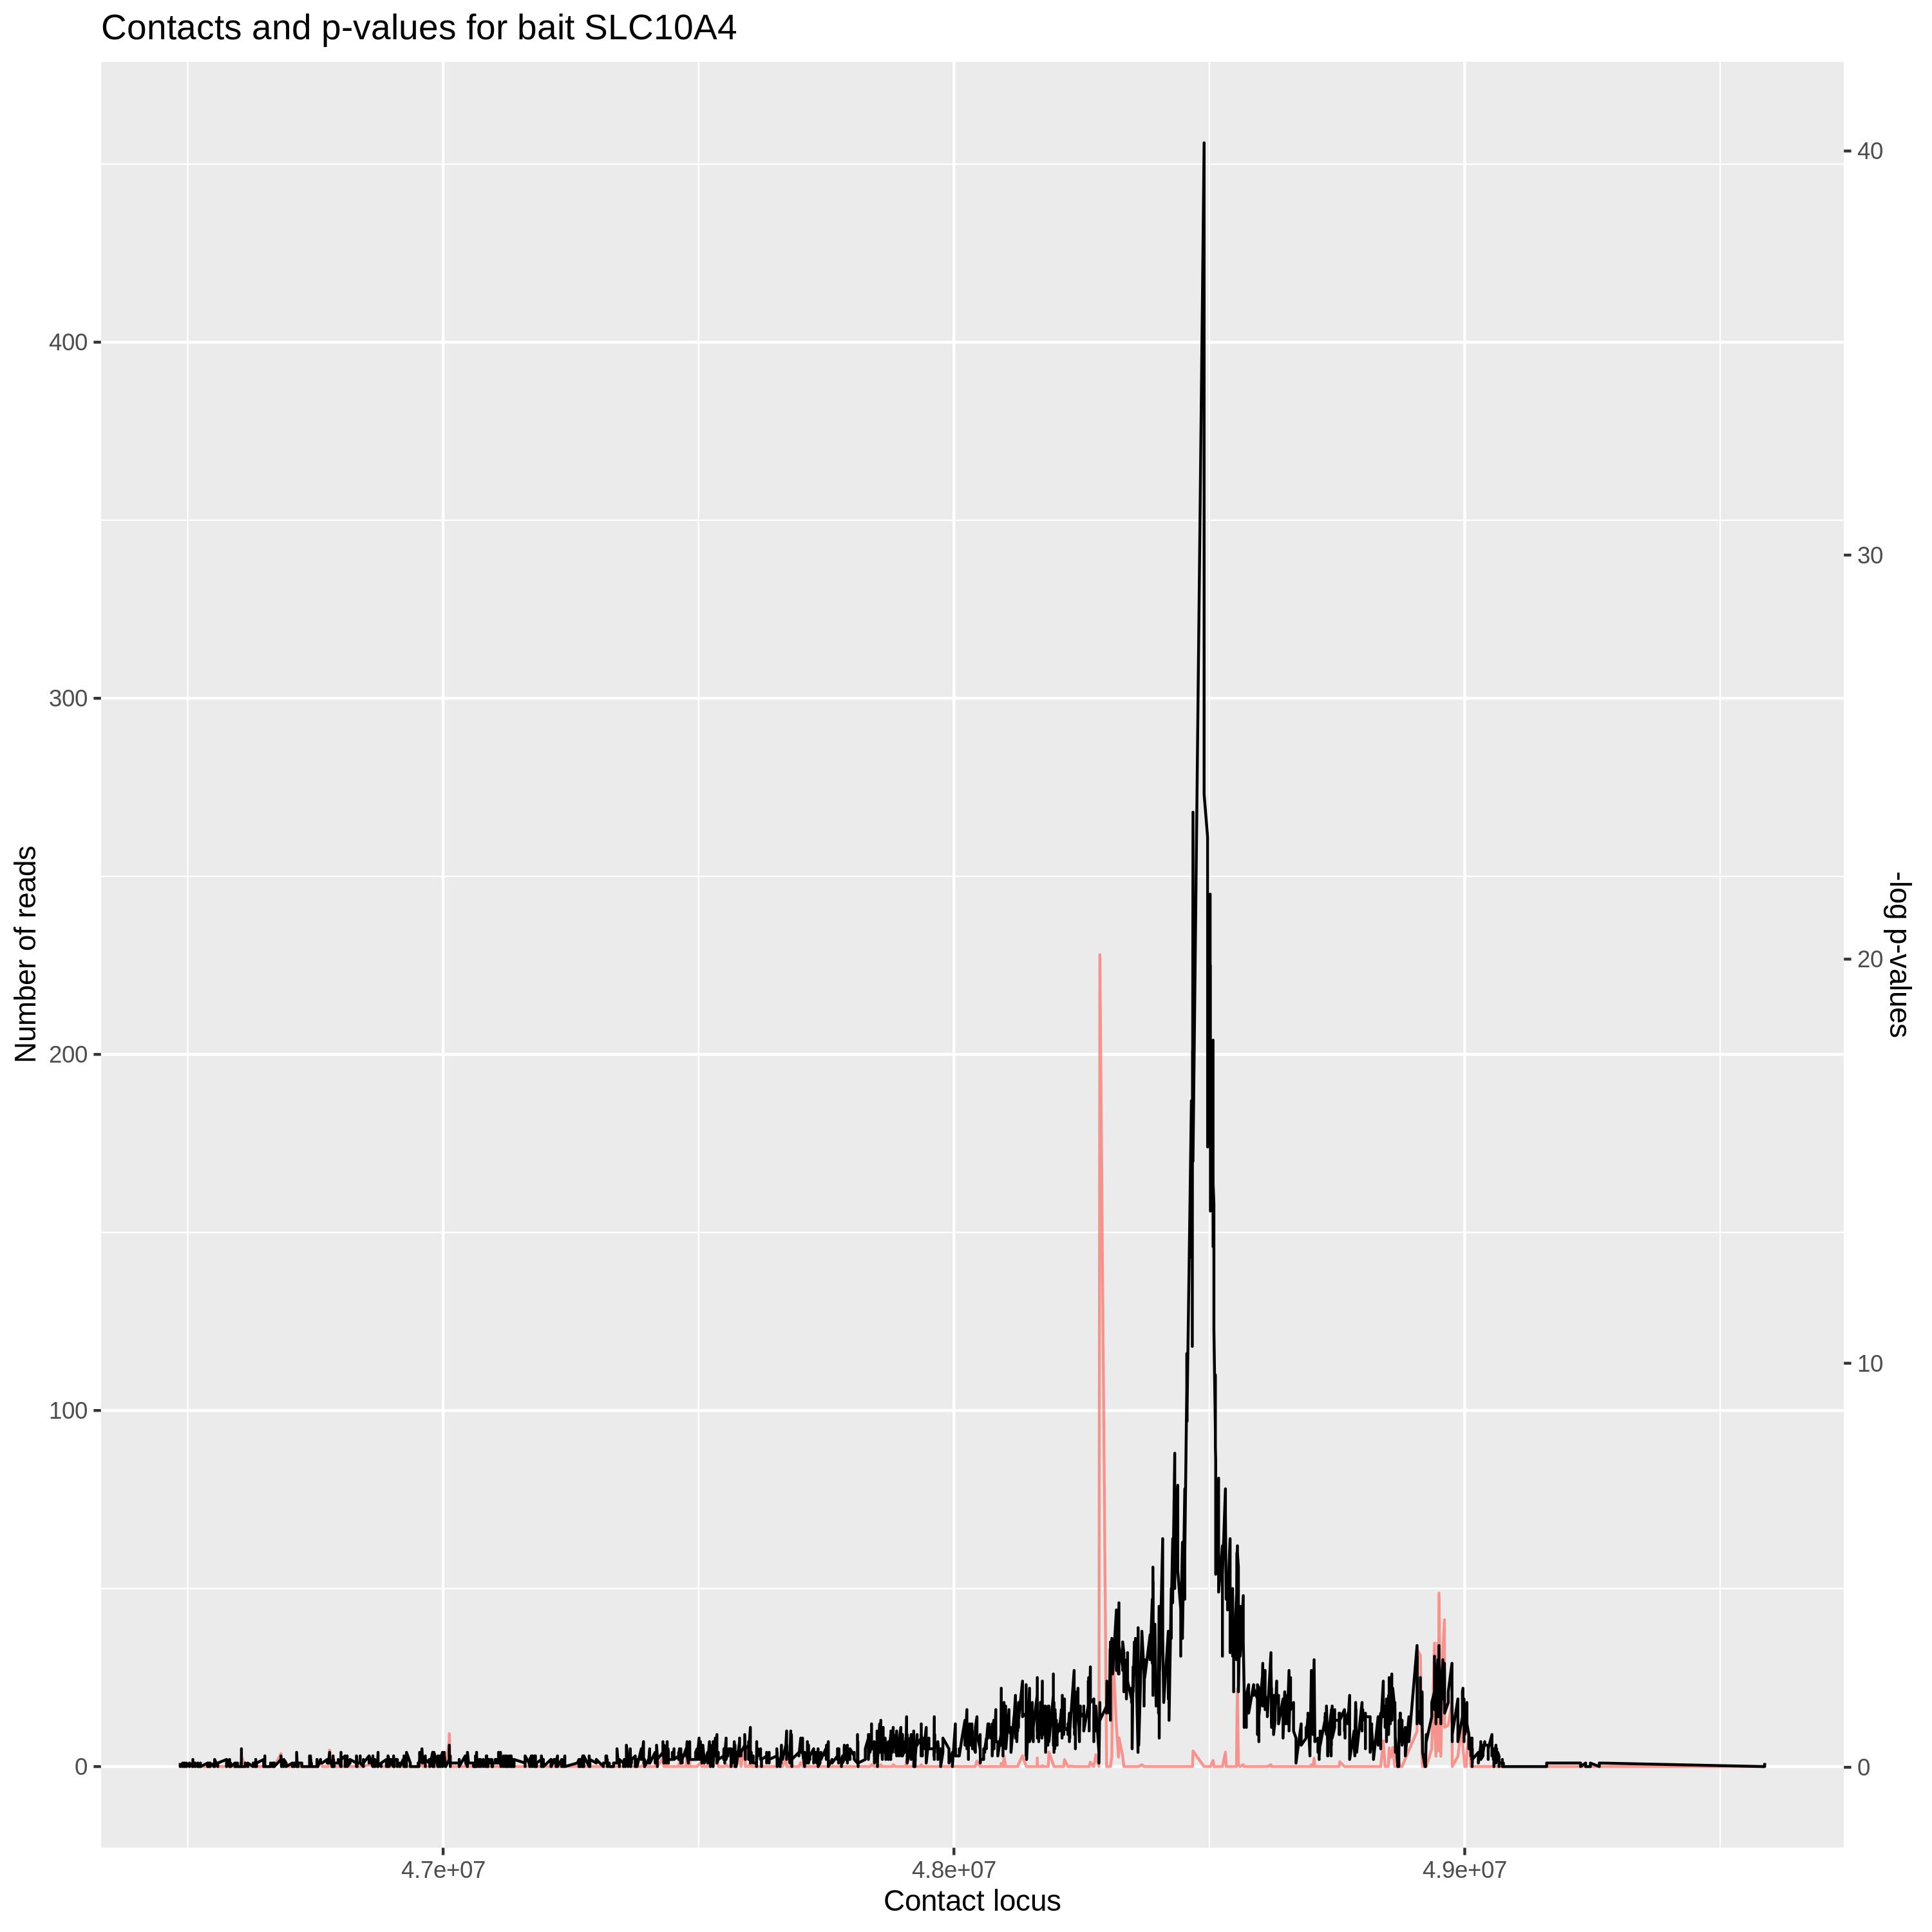 Contacts and p-values for bait SLC10A4
Number of reads
400
300
200
100
0
40
30
20
10
0
-log p-values
4.7e+07
4.8e+07
4.9e+07
Contact locus